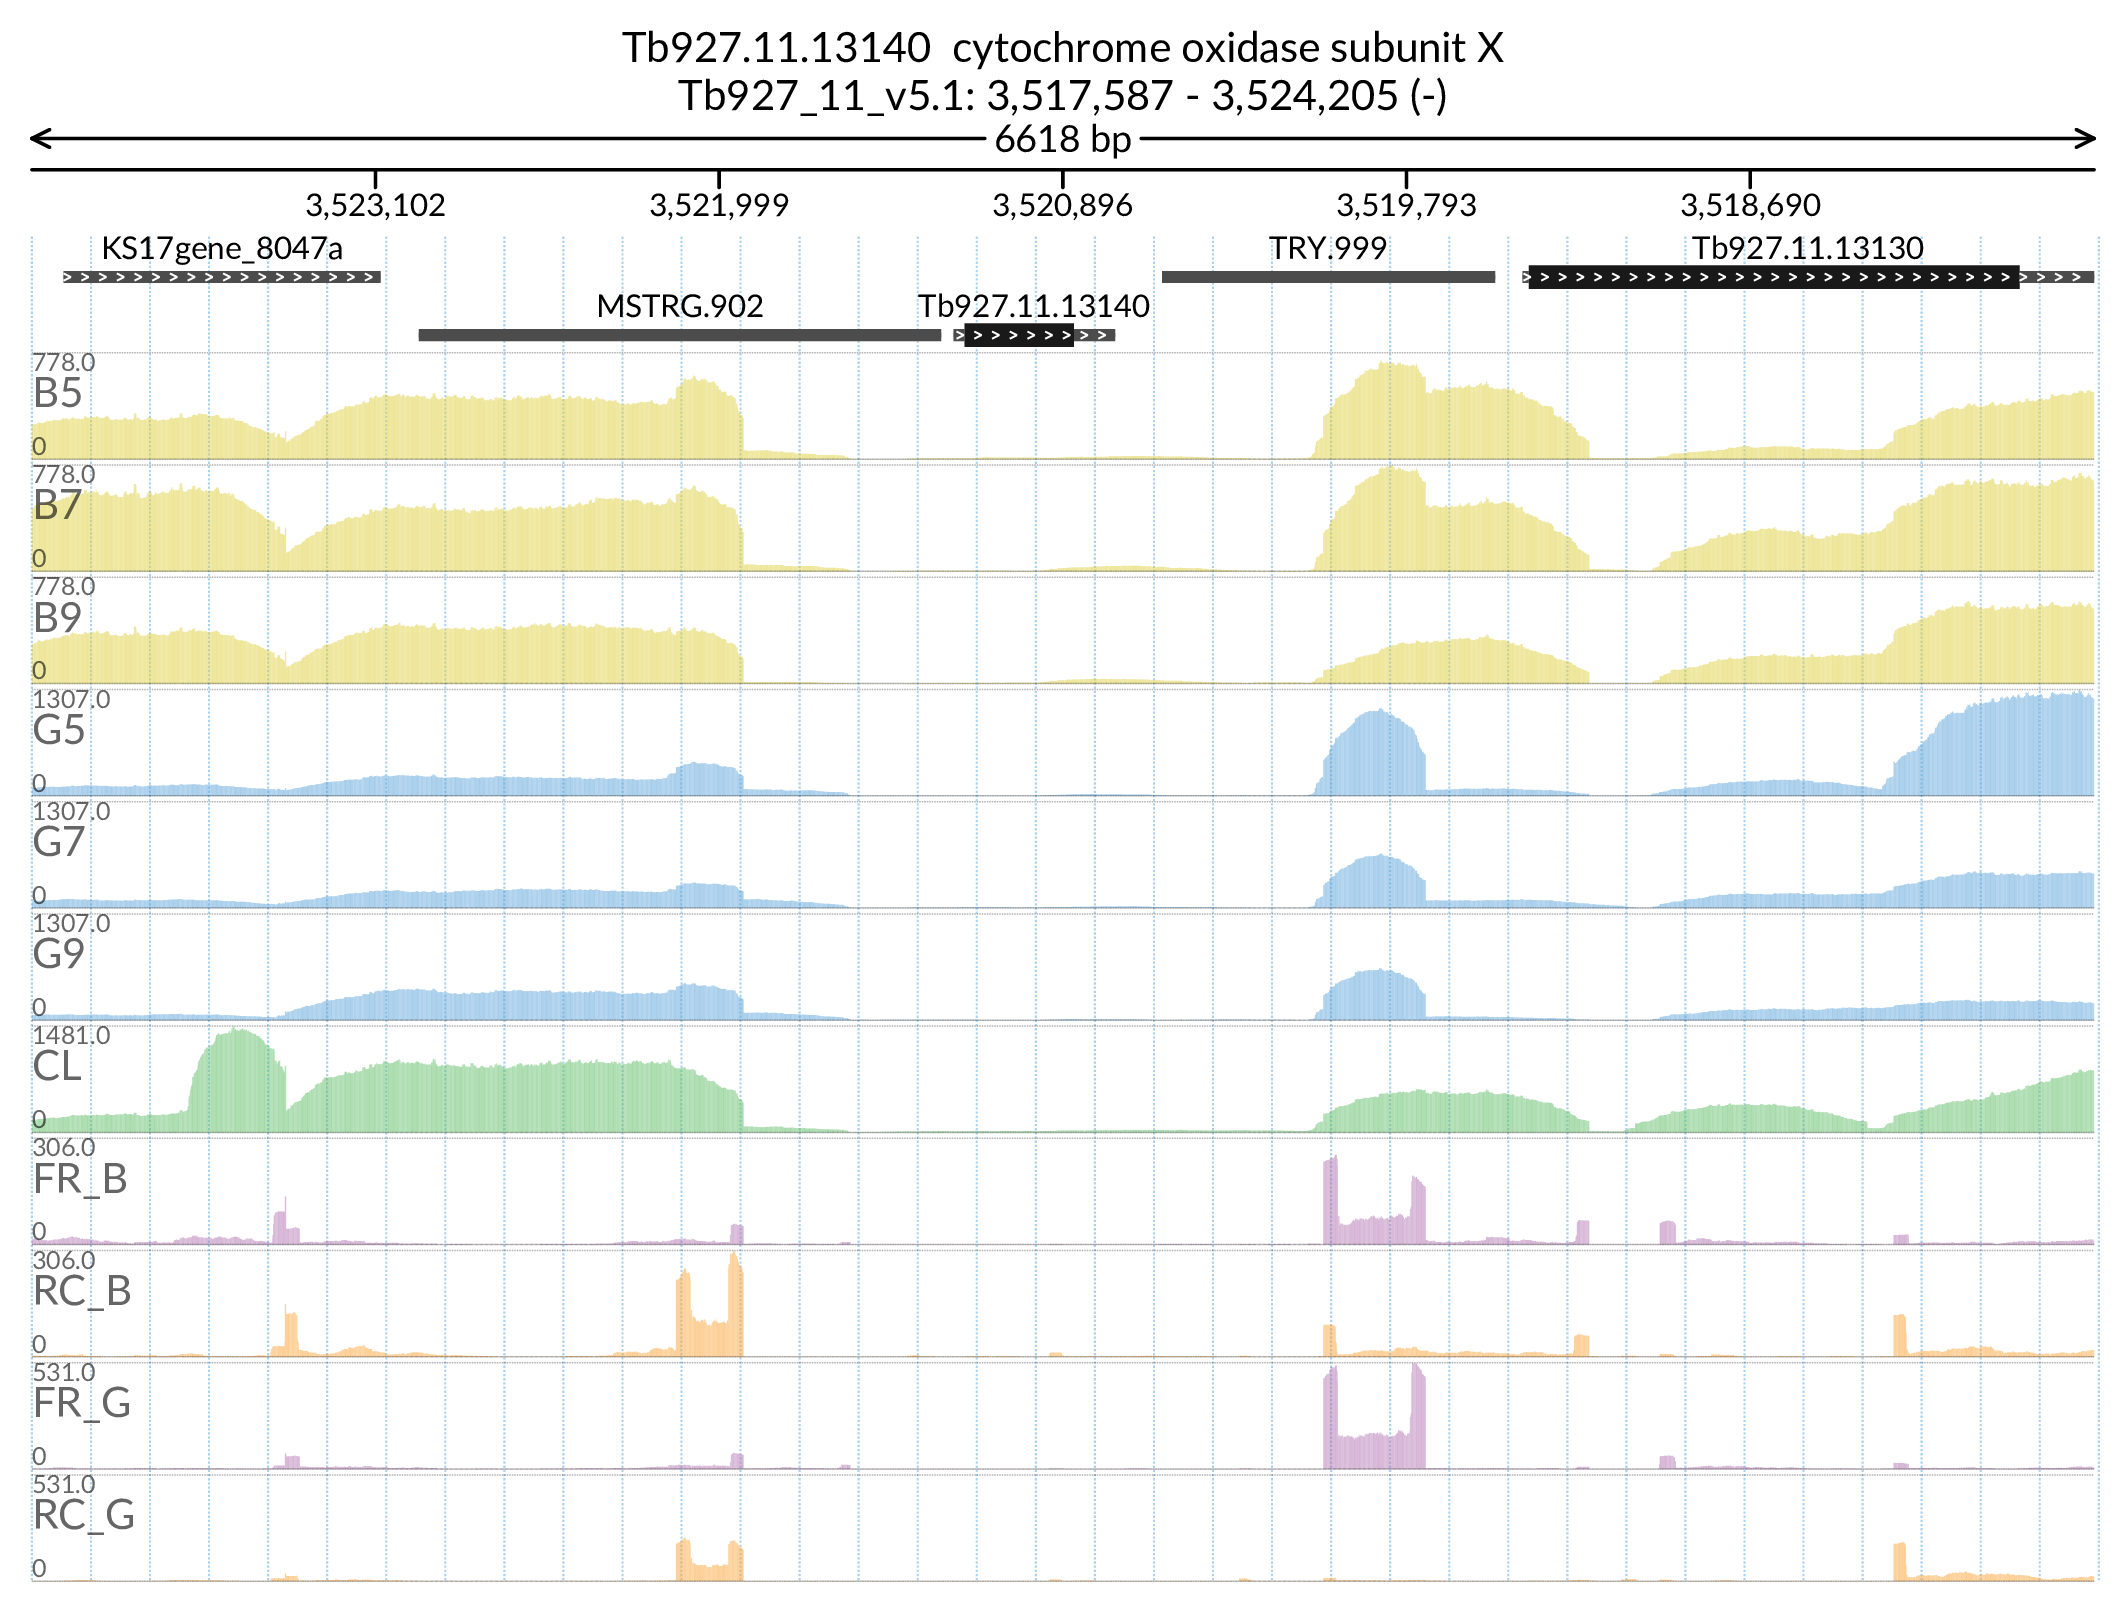 Tb927.11.13140  cytochrome oxidase subunit X
Tb927_11_v5.1: 3,517,587 - 3,524,205 (-)
6618 bp
3,523,102 3,521,999 3,520,896 3,519,793 3,518,690
KS17gene_8047a TRY.999 Tb927.11.13130
MSTRG.902 Tb927.11.13140
778.0
B5
0
778.0
B7
0
778.0
B9
0
1307.0
G5
0
1307.0
G7
0
1307.0
G9
0
1481.0
CL
0
306.0
FR_B
0
306.0
RC_B
0
531.0
FR_G
0
531.0
RC_G
0